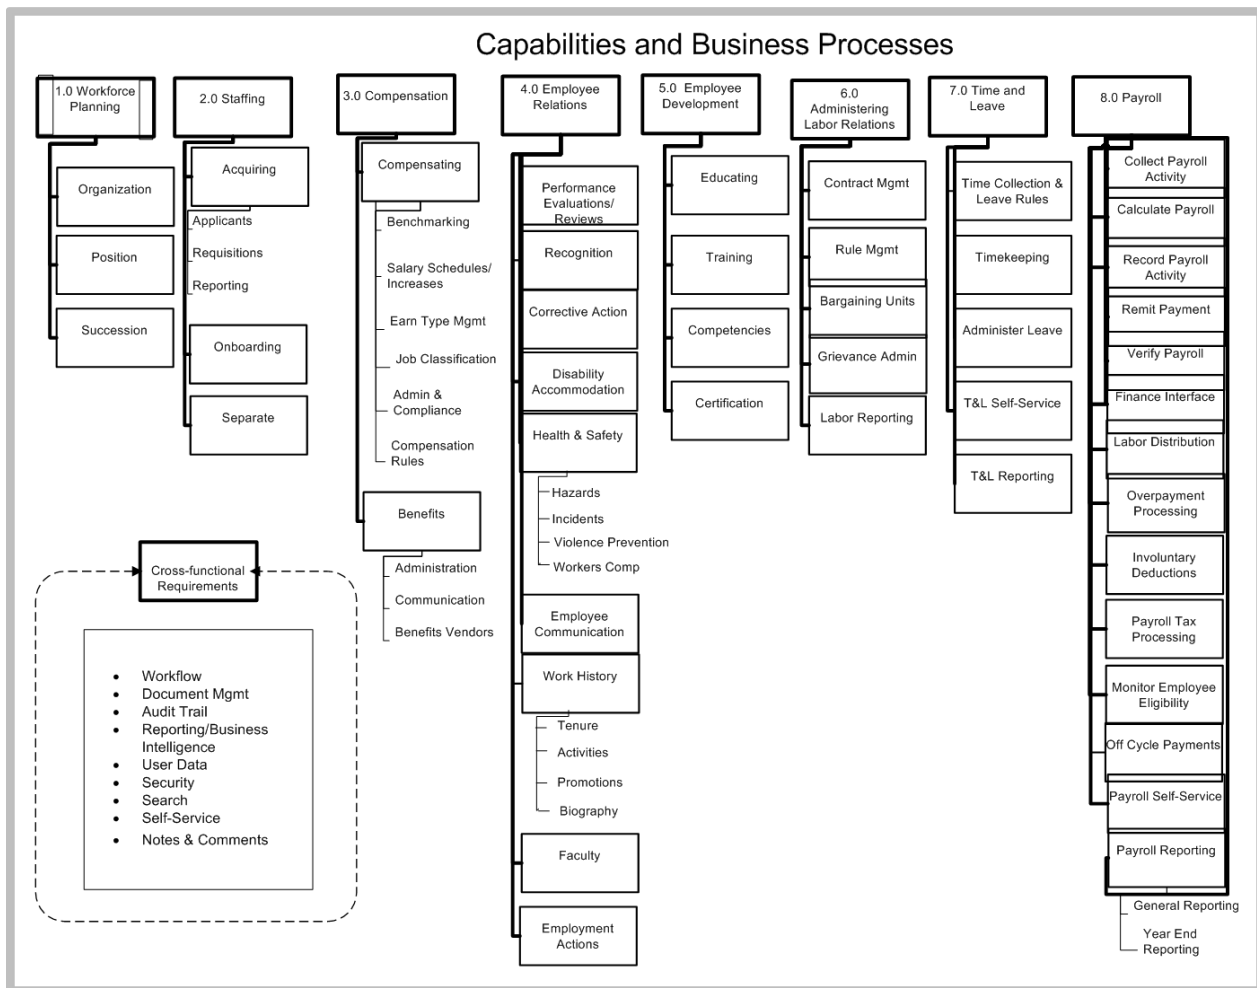 Capabilities and Business Processes
1.0 Workforce
Planning
Organization
Position
Succession
2.0 Staffing
Acquiring
Applicants
Requisitions
Reporting
Onboarding
Separate
3.0 Compensation
Compensating
Benchmarking
Salary Schedules/
Increases
Earn Type Mgmt
Job Classification
Admin &
Compliance
Compensation
Rules
Benefits
Administration
Communication
Benefits Vendors
4.0 Employee
Relations
Performance
Evaluations/
Reviews
Recognition
Corrective Action
Disability
Accommodation
Health & Safety
Hazards
Incidents
Violence Prevention
Workers Comp
Employee
Communication
Work History
Tenure
Activities
Promotions
Biography
Faculty
Employment
Actions
5.0 Employee
Development
Educating
Training
Competencies
Certification
6.0
Administering
Labor Relations
Contract Mgmt
Rule Mgmt
Bargaining Units
Grievance Admin
Labor Reporting
7.0 Time and
Leave
Time Collection &
Leave Rules
Timekeeping
Administer Leave
T&L Self-Service
T&L Reporting
8.0 Payroll
Collect Payroll
Activity
Calculate Payroll
Record Payroll
Activity
Remit Payment
Verify Payroll
Finance Interface
Labor Distribution
Overpayment
Processing
Involuntary
Deductions
Payroll Tax
Processing
Monitor Employee
Eligibility
Off Cycle Payments
Payroll Self-Service
Payroll Reporting
General Reporting
Year End
Reporting
Cross-functional
Requirements
• Workflow
• Document Mgmt
• Audit Trail
• Reporting/Business
Intelligence
• User Data
• Security
• Search
• Self-Service
• Notes & Comments